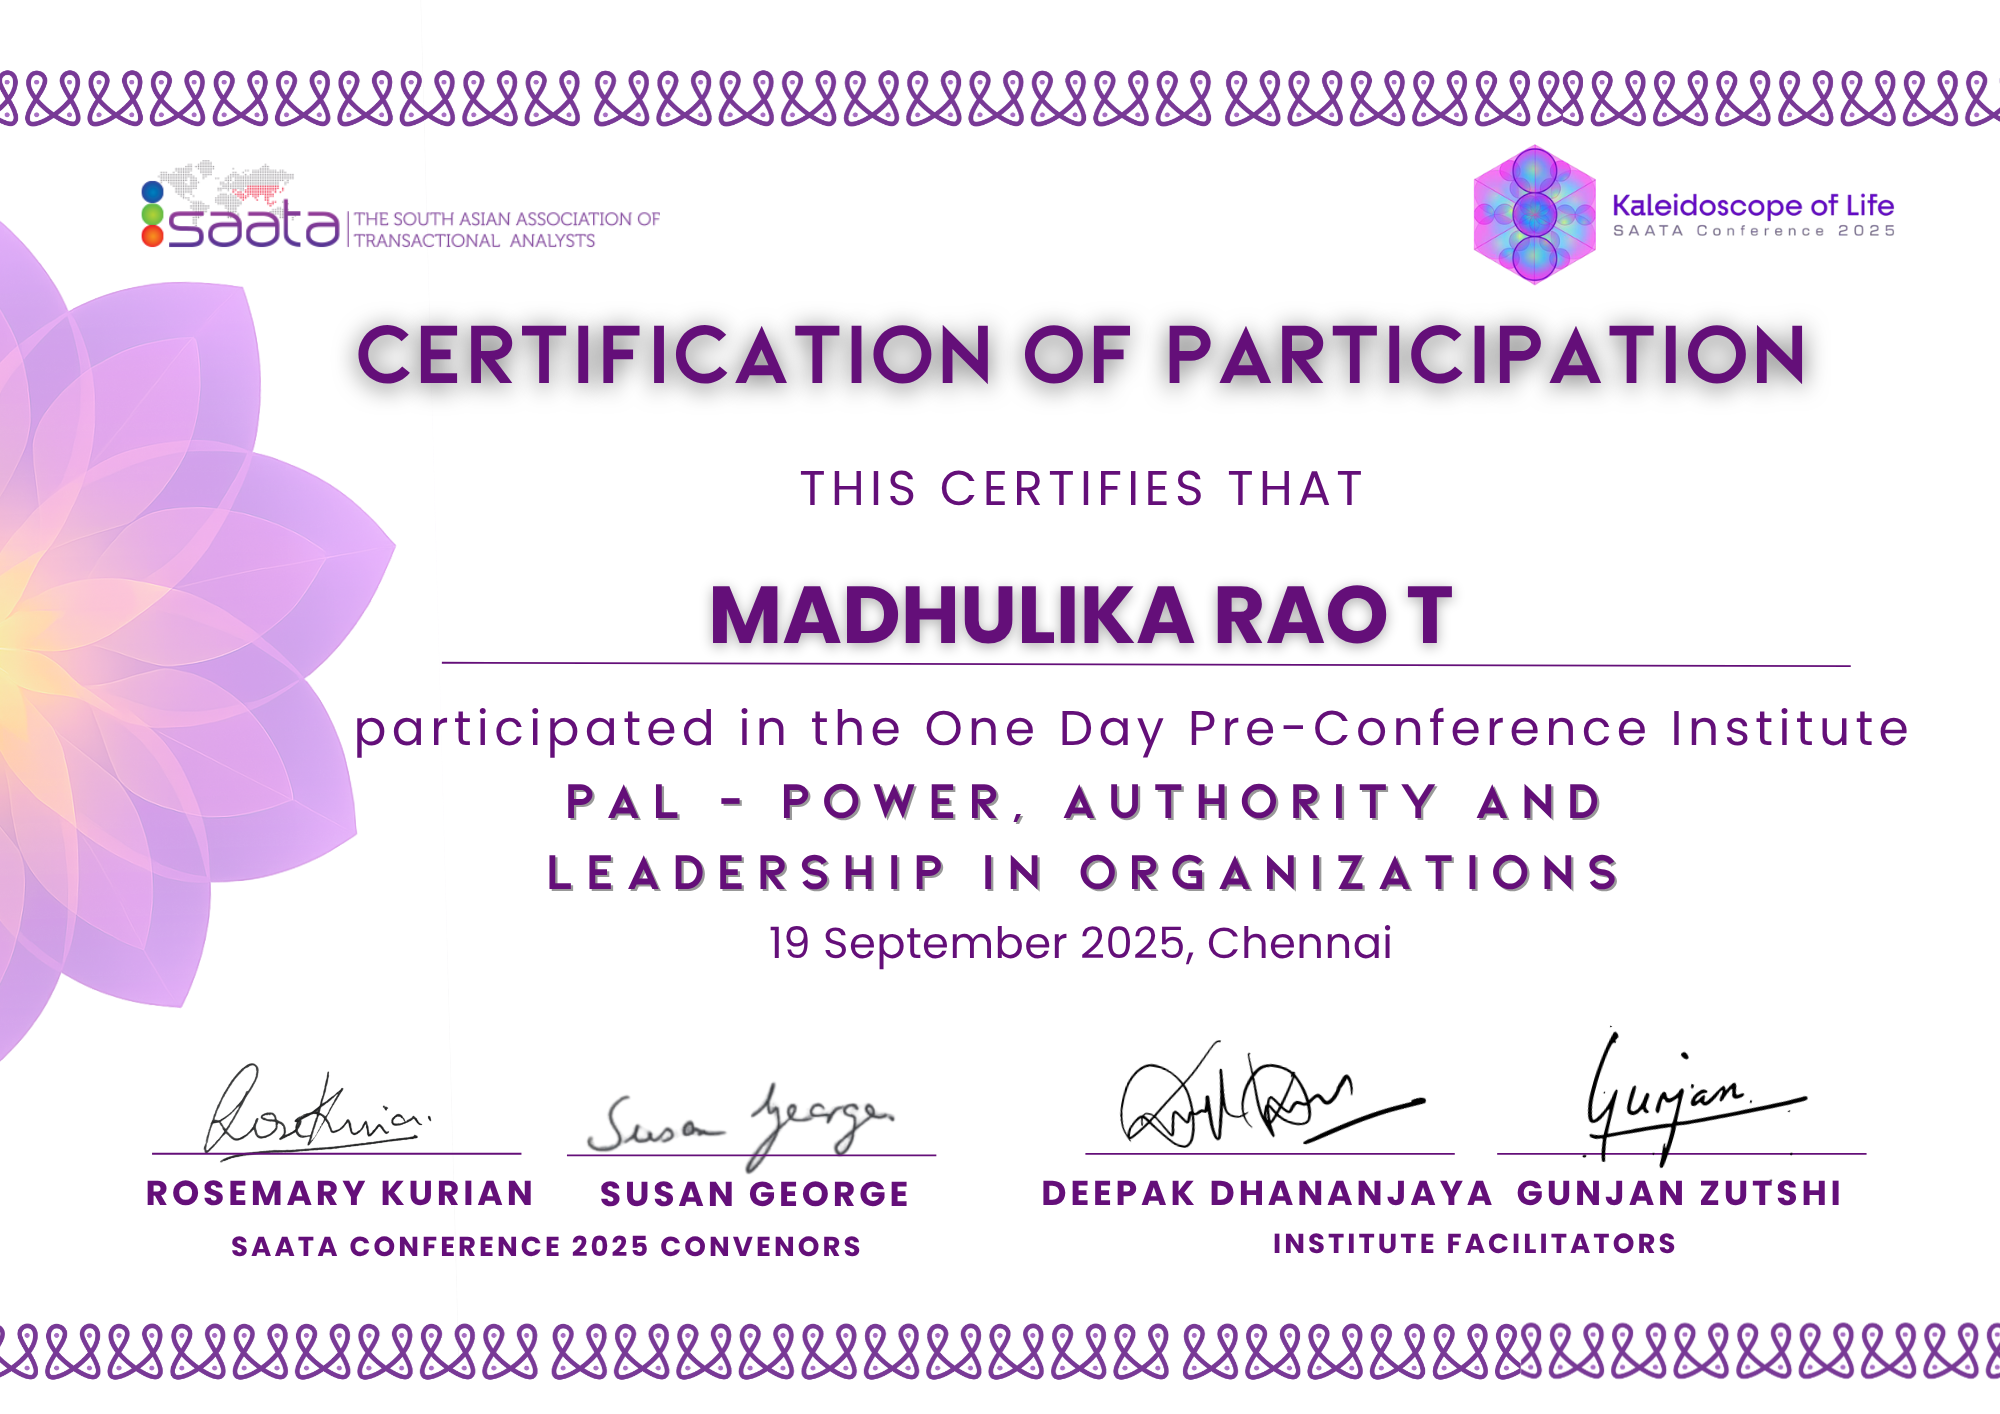 saata
THE SOUTH ASIAN ASSOCIATION OF
TRANSACTIONAL ANALYSTS
Kaleidoscope of Life
SAATA Conference 2025
CERTIFICATION OF PARTICIPATION
THIS CERTIFIES THAT
MADHULIKA RAO T
participated in the One Day Pre-Conference Institute
PAL - POWER, AUTHORITY AND
LEADERSHIP IN ORGANIZATIONS
19 September 2025, Chennai
RoseKurian.
Susan George
Gunjan.
ROSEMARY KURIAN
SUSAN GEORGE
DEEPAK DHANANJAYA
GUNJAN ZUTSHI
SAATA CONFERENCE 2025 CONVENORS
INSTITUTE FACILITATORS